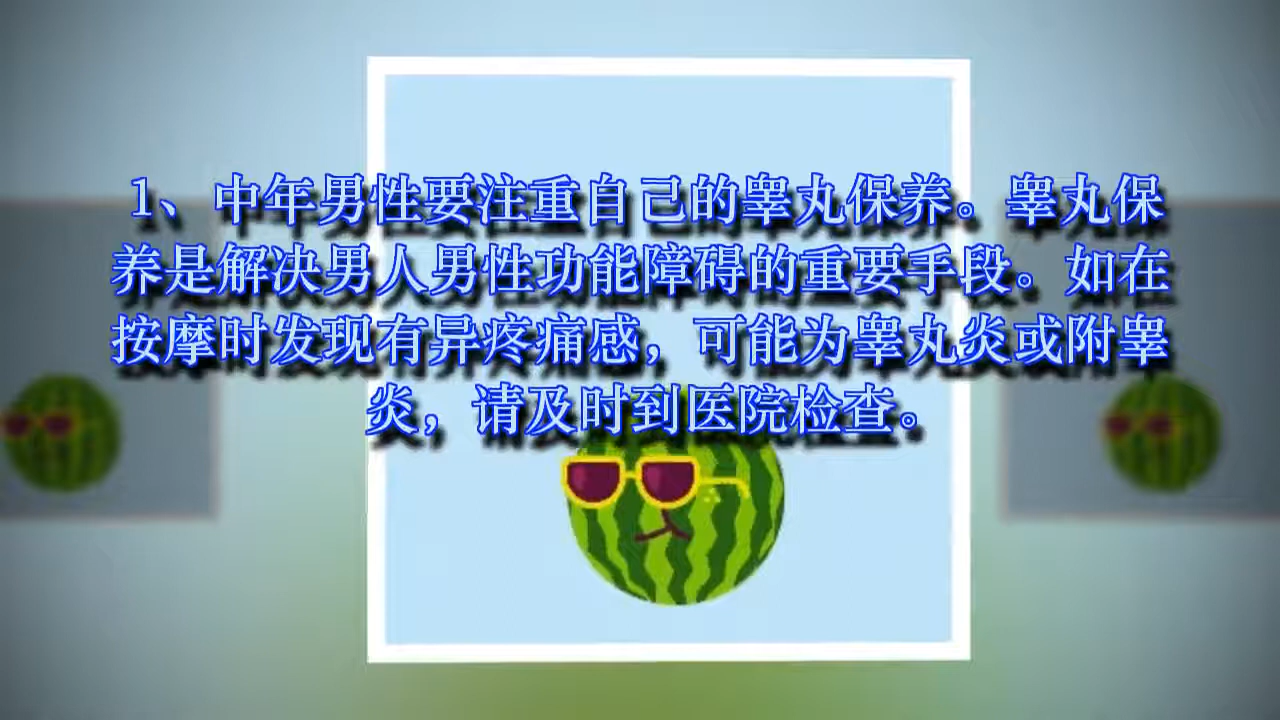 1、中年男性要注重自己的睾丸保养。睾丸保
养是解决男人男性功能障碍的重要手段。如在
按摩时发现有异疼痛感，可能为睾丸炎或附睾
炎，请及时到医院检查。